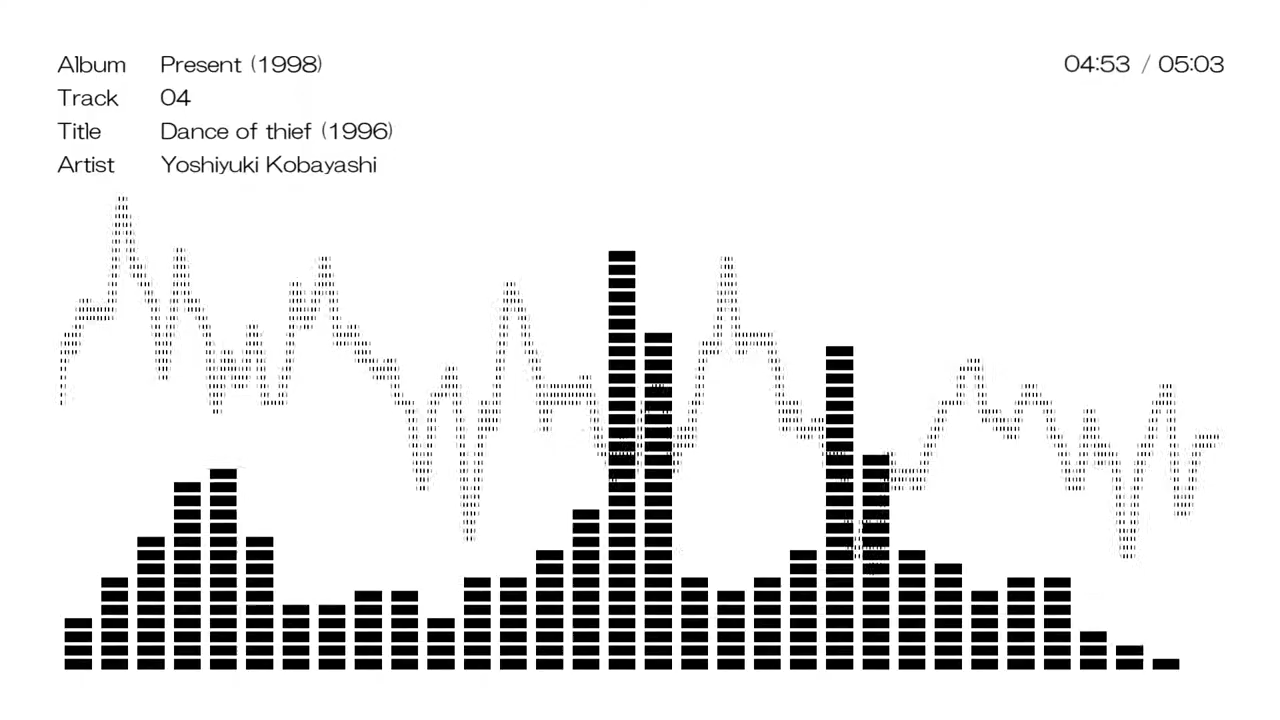 Album Present (1998) 04:53 / 05:03
Track 04
Title Dance of thief (1996)
Artist Yoshiyuki Kobayashi